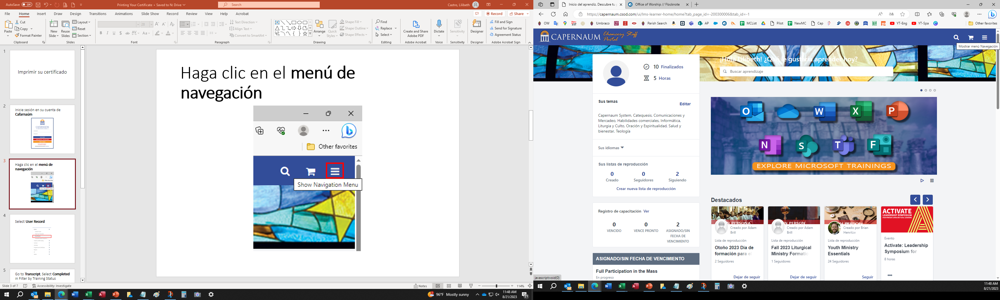 AutoSave Off
Printing Your Certificate • Saved to N: Drive
Search
Castro, Lilibeth
File Home Insert Draw Design Transitions Animations Slide Show Record Review View Help Acrobat
Record Share
Paste
Cut
Copy
Format Painter
Clipboard
New Slide
Reuse Slides
Layout
Reset
Section
Slides
28
B I U S ab AV Aa
Font
Text Direction
Align Text
Convert to SmartArt
Paragraph
Arrange
Quick Styles
Shape Fill
Shape Outline
Shape Effects
Drawing
Find
Replace
Select
Editing
Create and Share Adobe PDF
Adobe Acrobat
Dictate
Voice
Sensitivity
Sensitivity
Designer
Designer
Fill and Sign
Send for Signature
Agreement Status
Adobe Acrobat Sign
1
Imprimir su certificado
2
Inicie sesión en su cuenta de
Cafarnaúm
CAFARNAUM
3
Haga clic en el menú de
navegación
4
Select User Record
5
Go to Transcript. Select Completed
in Filter by Training Status
Haga clic en el menú de
navegación
Other favorites
Show Navigation Menu
Slide 3 of 7
Accessibility: Investigate
Notes
114%
96°F Mostly sunny
11:48 AM
8/21/2023
21
Inicio del aprendiz. Descubre tu
Office of Worship // Flocknote
https://capernaum.csod.com/ui/lms-learner-home/home?tab_page_id=-200300006&tab_id=-1
OW
Umbraco
Parish Search
AP
MCList
Pilot
NewMC
Cap
YT-Eng
YT-Spa
Other favorites
CAPERNAUM Chancery Staff
Portal
Mostrar menú Navegación
¡Hola Lilibeth! ¿Qué le gustaría aprender hoy?
Buscar aprendizaje
10 Finalizados
5 Horas
Sus temas
Editar
Capernaum System, Catequesis, Comunicaciones y
Mercadeo, Habilidades comerciales, Informática,
Liturgia y Culto, Oración y Espiritualidad, Salud y
bienestar, Teología
Sus idiomas
Sus listas de reproducción
0 0 2
Creado Seguidores Siguiendo
Crear nueva lista de reproducción
Registro de capacitación Ver
0 0 2
VENCIDO VENCE PRONTO ASIGNADO/SIN
FECHA DE
VENCIMIENTO
ASIGNADO/SIN FECHA DE VENCIMIENTO
Full Participation in the Mass
En progreso
O W X P
N S T F
EXPLORE MICROSOFT TRAININGS
Destacados
N PERSONA
Creado por Adam
Brill
Lista de reproducción
Otoño 2023 Día de
formación para el
2 Seguidores
Dejar de seguir
N PERSON
Creado por Adam
Brill
Lista de reproducción
Fall 2023 Liturgical
Ministry Formatic
1 Seguidores
Dejar de seguir
N PERSON
Creado por Brian
Henritze
Lista de reproducción
Youth Ministry
Essentials
24 Seguidores
Seguir
ACTIVATE
LEADERSHIP SYMPOSIUM
FOR PARISH CATECHETICAL LEADERS
Evento
Activate: Leadership
Symposium for
8 horas
javascript:void(0)
11:48 AM
8/21/2023